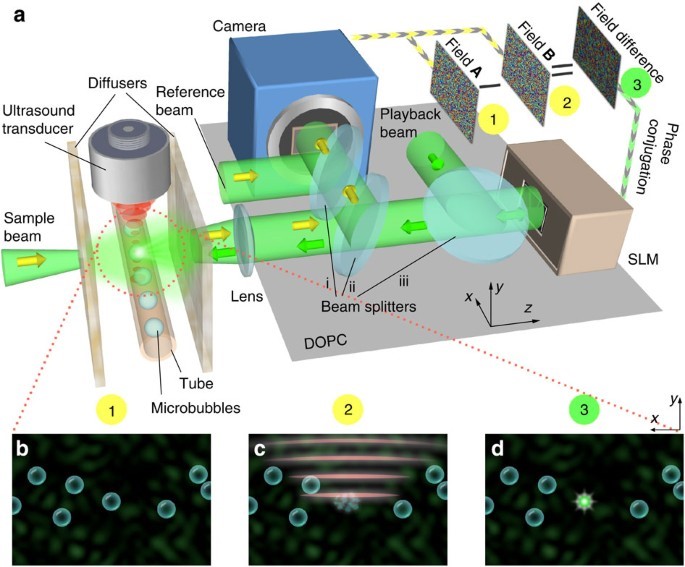 a
Camera
Diffusers
Reference
beam
Ultrasound
transducer
Playback
beam
Field A
Field B
Field difference
1
2
3
Phase
conjugation
Sample
beam
Lens
i
ii
iii
Beam splitters
SLM
x
y
z
DOPC
Tube
Microbubbles
1
2
3
y
x
b
c
d